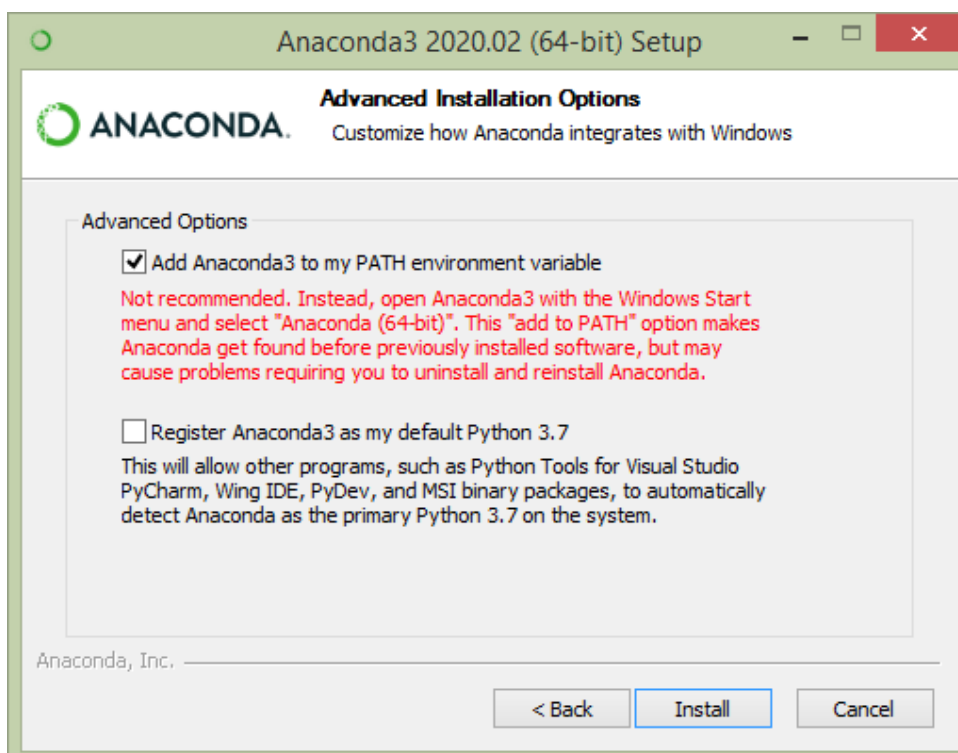 Anaconda3 2020.02 (64-bit) Setup
ANACONDA.
Advanced Installation Options
Customize how Anaconda integrates with Windows
Advanced Options
Add Anaconda3 to my PATH environment variable
Not recommended. Instead, open Anaconda3 with the Windows Start
menu and select "Anaconda (64-bit)". This "add to PATH" option makes
Anaconda get found before previously installed software, but may
cause problems requiring you to uninstall and reinstall Anaconda.
Register Anaconda3 as my default Python 3.7
This will allow other programs, such as Python Tools for Visual Studio
PyCharm, Wing IDE, PyDev, and MSI binary packages, to automatically
detect Anaconda as the primary Python 3.7 on the system.
Anaconda, Inc.
< Back
Install
Cancel